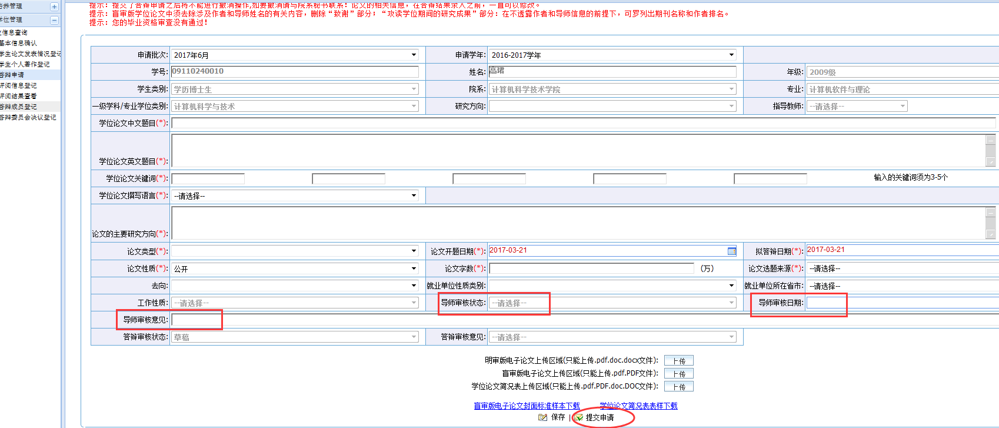 培养管理
学位管理
位信息查询
基本信息确认
学生论文发表情况登记
学生个人著作登记
答辩申请
评阅信息登记
评阅结果查看
答辩成员登记
答辩委员会决议登记
提示：提交了答辩申请之后将不能进行撤消操作,如要撤消请与院系秘书联系！论文的相关信息，在答辩结果录入之前，一直可以修改。
提示：盲审版学位论文中须去除涉及作者和导师姓名的有关内容，删除“致谢”部分；“攻读学位期间的研究成果”部分：在不透露作者和导师信息的前提下，可罗列出期刊名称和作者排名。
提示：您的毕业资格审查没有通过！
申请批次: 2017年6月 申请学年: 2016-2017学年
学号: 09110240010 姓名: 高珺 年级: 2009级
学生类别: 学历博士生 院系: 计算机科学技术学院 专业: 计算机软件与理论
一级学科/专业学位类别: 计算机科学与技术 研究方向: 指导教师: --请选择--
学位论文中文题目(*):
学位论文英文题目(*):
学位论文关键词(*): 输入的关键词须为3-5个
学位论文撰写语言(*): --请选择--
论文的主要研究方向(*):
论文类型(*): 论文开题日期(*): 2017-03-21 拟答辩日期(*): 2017-03-21
论文性质(*): 公开 论文字数(*): (万) 论文选题来源(*): --请选择--
去向: 就业单位性质类别: 就业单位所在省市: --请选择--
工作性质: --请选择-- 导师审核状态: --请选择-- 导师审核日期:
导师审核意见:
答辩审核状态: 草稿 答辩审核意见: --请选择--
明审版电子论文上传区域(只能上传.pdf.doc.docx文件): 上传
盲审版电子论文上传区域(只能上传.pdf.PDF文件): 上传
学位论文简况表上传区域(只能上传.pdf.PDF.doc.DOC文件): 上传
盲审版电子论文封面标准样本下载 学位论文简况表表样下载
保存 | 提交申请